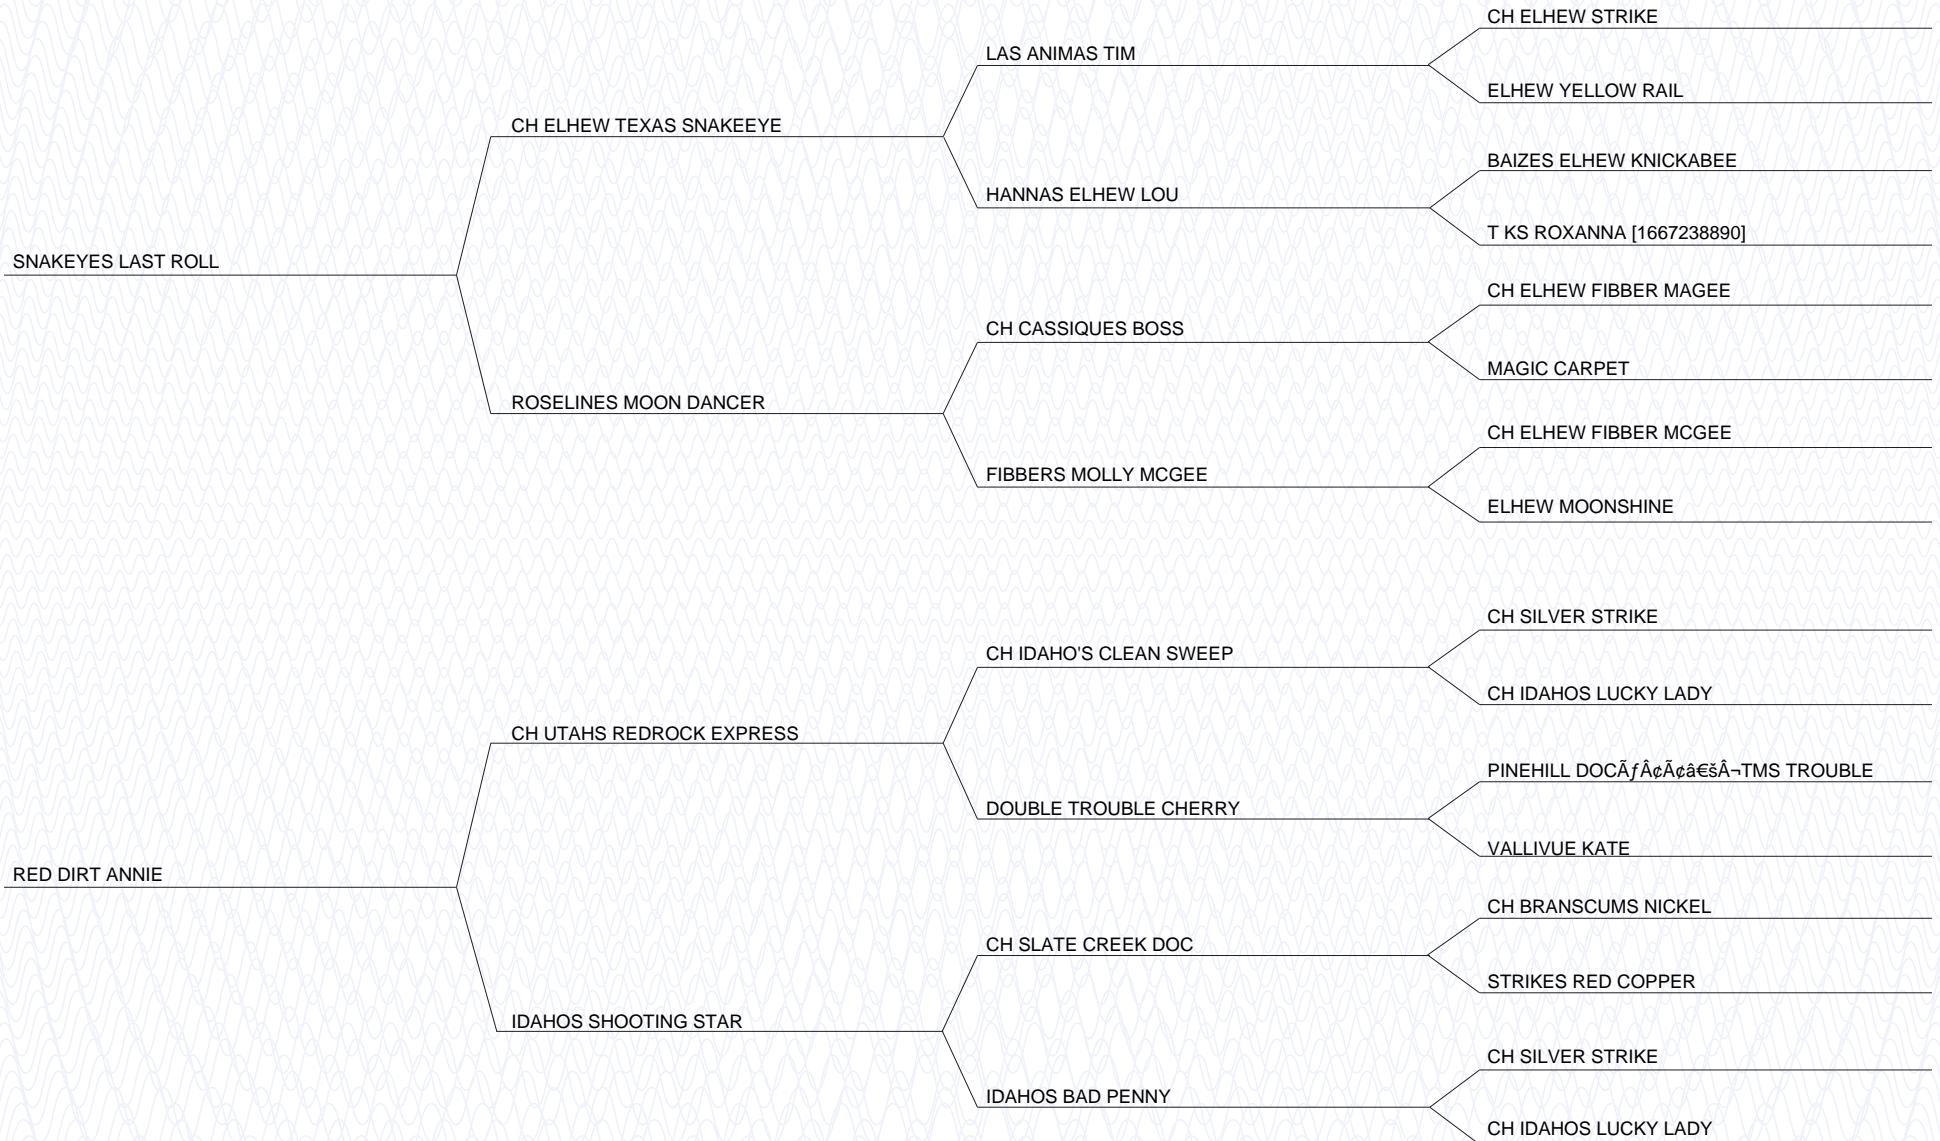 CH ELHEW STRIKE
LAS ANIMAS TIM
ELHEW YELLOW RAIL
CH ELHEW TEXAS SNAKEEYE
BAIZES ELHEW KNICKABEE
HANNAS ELHEW LOU
T KS ROXANNA [1667238890]
SNAKEYES LAST ROLL
CH ELHEW FIBBER MAGEE
CH CASSIQUES BOSS
MAGIC CARPET
ROSELINES MOON DANCER
CH ELHEW FIBBER MCGEE
FIBBERS MOLLY MCGEE
ELHEW MOONSHINE
CH SILVER STRIKE
CH IDAHO'S CLEAN SWEEP
CH IDAHOS LUCKY LADY
CH UTAHS REDROCK EXPRESS
PINEHILL DOCÃƒÂ¢Ã¢â€šÂ¬TMS TROUBLE
DOUBLE TROUBLE CHERRY
VALLIVUE KATE
RED DIRT ANNIE
CH BRANSCUMS NICKEL
CH SLATE CREEK DOC
STRIKES RED COPPER
IDAHOS SHOOTING STAR
CH SILVER STRIKE
IDAHOS BAD PENNY
CH IDAHOS LUCKY LADY